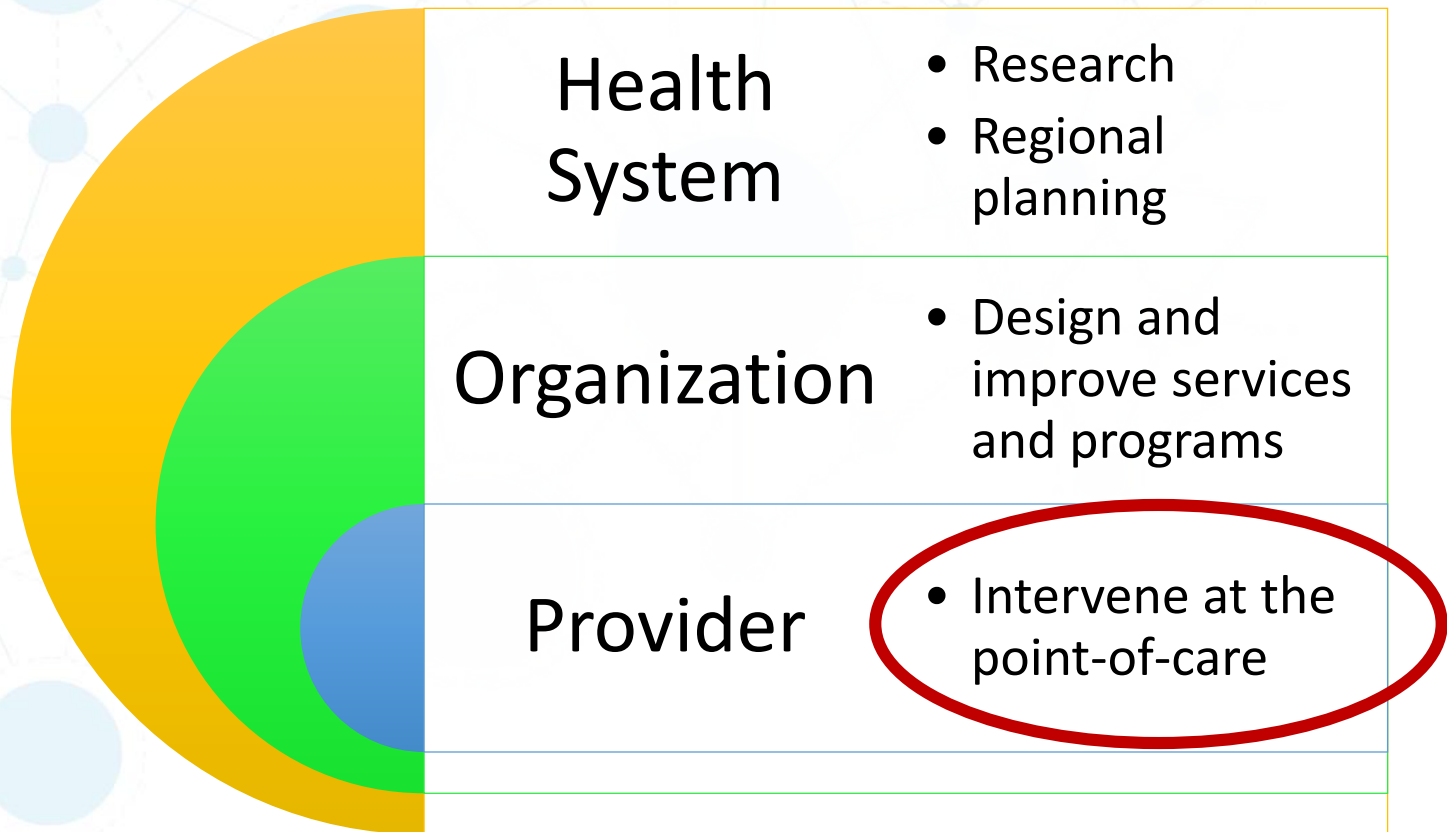 Health
System
• Research
• Regional
planning
Organization
• Design and
improve services
and programs
Provider
• Intervene at the
point-of-care